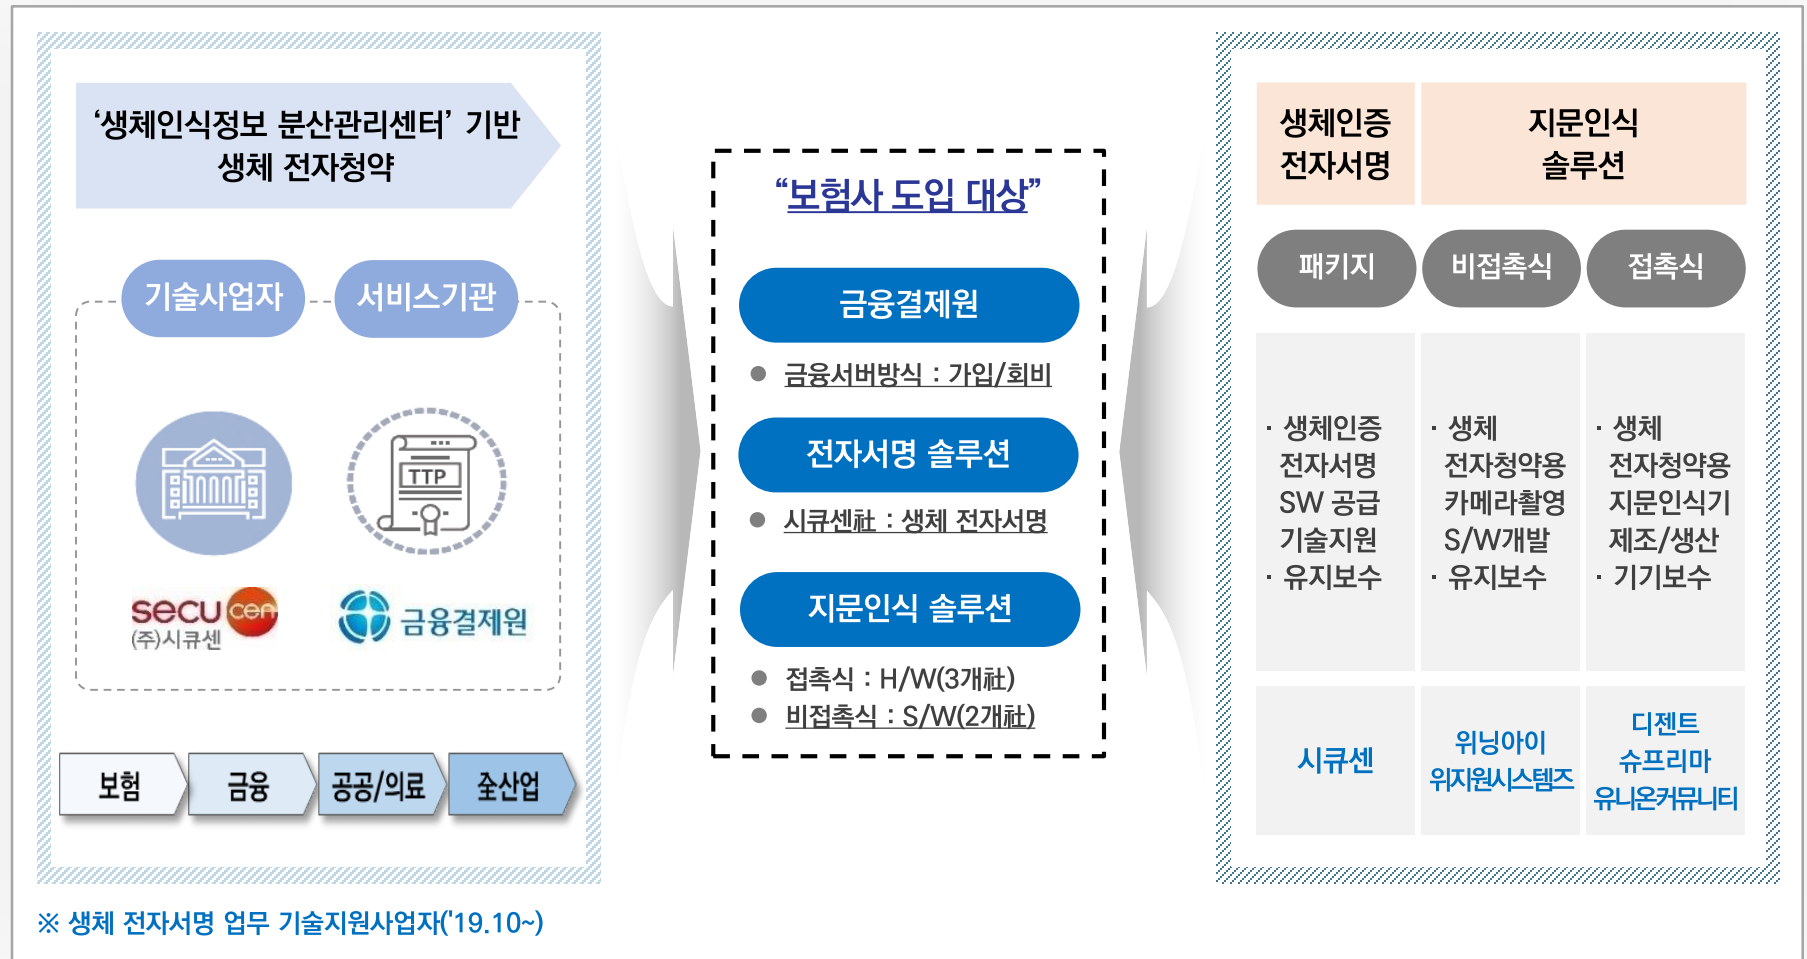 ‘생체인식정보 분산관리센터’ 기반
생체 전자청약
기술사업자
서비스기관
TTP
secu cen
(주)시큐센
금융결제원
보험
금융
공공/의료
全산업
※ 생체 전자서명 업무 기술지원사업자('19.10~)
“보험사 도입 대상”
금융결제원
● 금융서버방식 : 가입/회비
전자서명 솔루션
● 시큐센社 : 생체 전자서명
지문인식 솔루션
● 접촉식 : H/W(3개社)
● 비접촉식 : S/W(2개社)
생체인증
전자서명
지문인식
솔루션
패키지
비접촉식
접촉식
· 생체인증
전자서명
SW 공급
기술지원
· 유지보수
· 생체
전자청약용
카메라촬영
S/W개발
· 유지보수
· 생체
전자청약용
지문인식기
제조/생산
· 기기보수
시큐센
위닝아이
위지원시스템즈
디젠트
슈프리마
유니온커뮤니티